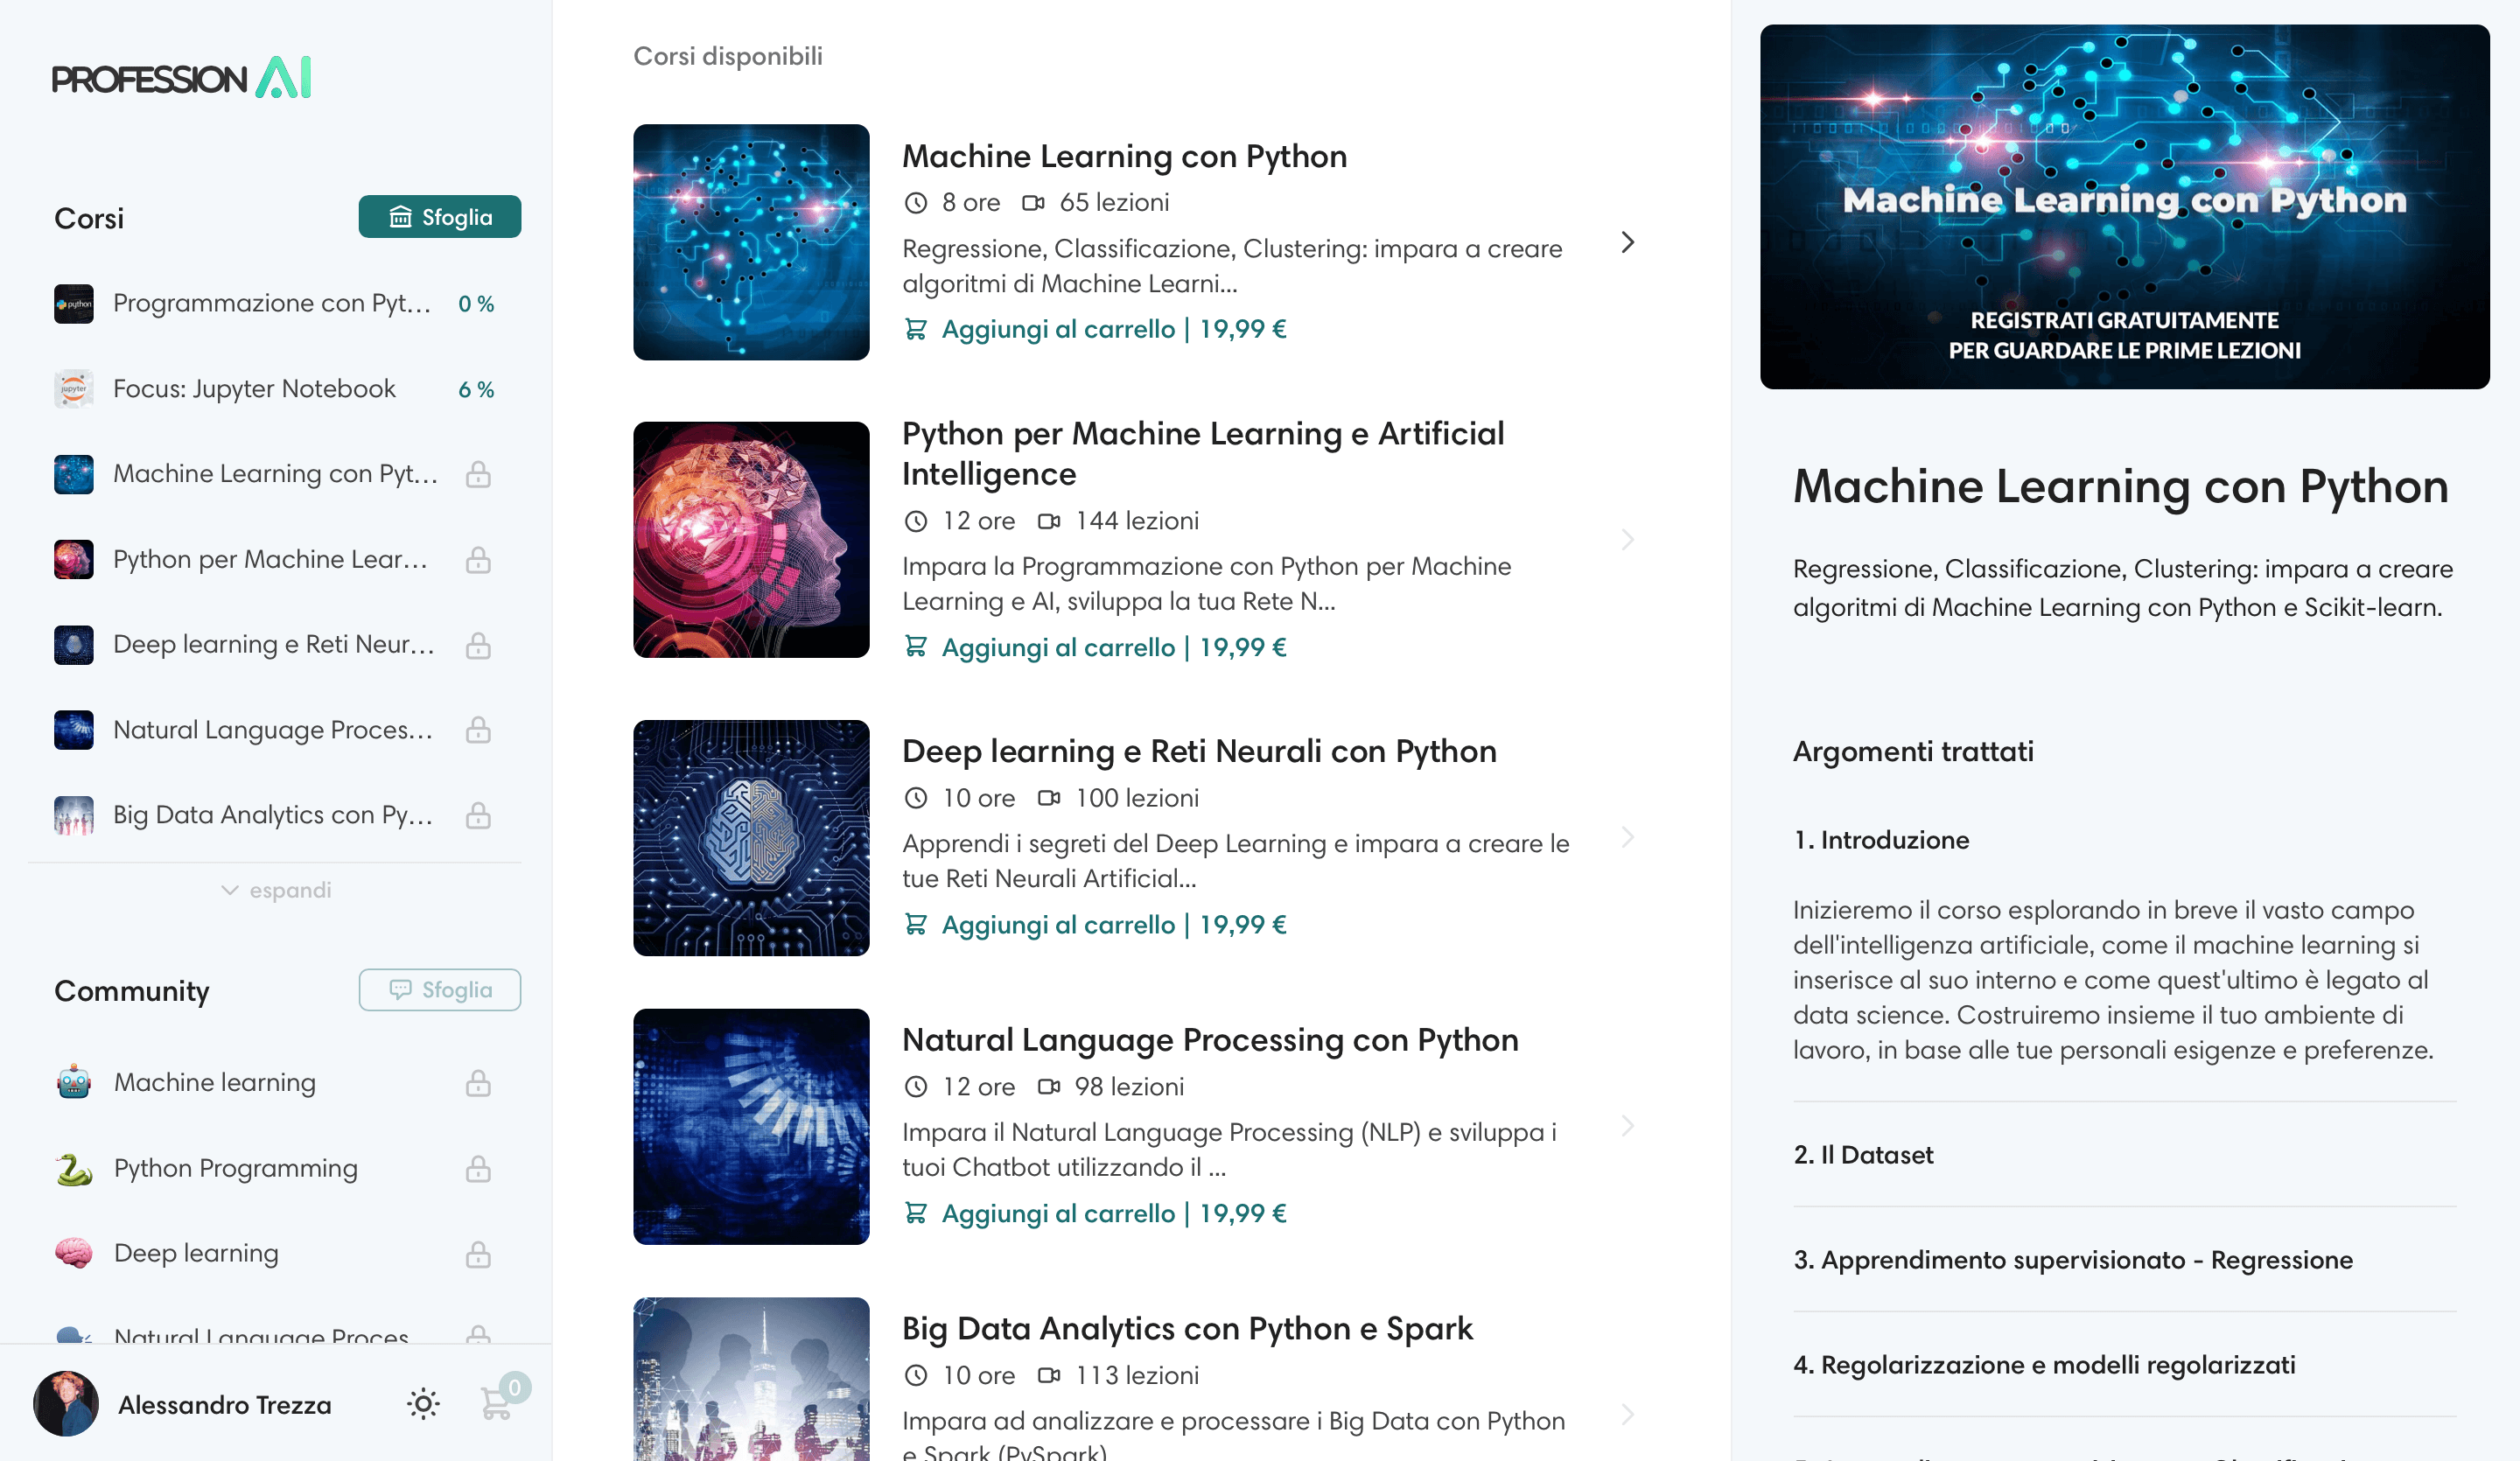 PROFESSION AI
Corsi
Sfoglia
Programmazione con Pyt...
0 %
Focus: Jupyter Notebook
6 %
Machine Learning con Pyt...
Python per Machine Lear...
Deep learning e Reti Neur...
Natural Language Proces...
Big Data Analytics con Py...
espandi
Community
Sfoglia
Machine learning
Python Programming
Deep learning
Natural Language Proces
Alessandro Trezza
0
Corsi disponibili
Machine Learning con Python
8 ore 65 lezioni
Regressione, Classificazione, Clustering: impara a creare
algoritmi di Machine Learni...
Aggiungi al carrello | 19,99 €
Python per Machine Learning e Artificial
Intelligence
12 ore 144 lezioni
Impara la Programmazione con Python per Machine
Learning e AI, sviluppa la tua Rete N...
Aggiungi al carrello | 19,99 €
Deep learning e Reti Neurali con Python
10 ore 100 lezioni
Apprendi i segreti del Deep Learning e impara a creare le
tue Reti Neurali Artificial...
Aggiungi al carrello | 19,99 €
Natural Language Processing con Python
12 ore 98 lezioni
Impara il Natural Language Processing (NLP) e sviluppa i
tuoi Chatbot utilizzando il ...
Aggiungi al carrello | 19,99 €
Big Data Analytics con Python e Spark
10 ore 113 lezioni
Impara ad analizzare e processare i Big Data con Python
e Spark (PySpark)
Machine Learning con Python
REGISTRATI GRATUITAMENTE
PER GUARDARE LE PRIME LEZIONI
Machine Learning con Python
Regressione, Classificazione, Clustering: impara a creare
algoritmi di Machine Learning con Python e Scikit-learn.
Argomenti trattati
1. Introduzione
Inizieremo il corso esplorando in breve il vasto campo
dell'intelligenza artificiale, come il machine learning si
inserisce al suo interno e come quest'ultimo è legato al
data science. Costruiremo insieme il tuo ambiente di
lavoro, in base alle tue personali esigenze e preferenze.
2. Il Dataset
3. Apprendimento supervisionato - Regressione
4. Regolarizzazione e modelli regolarizzati